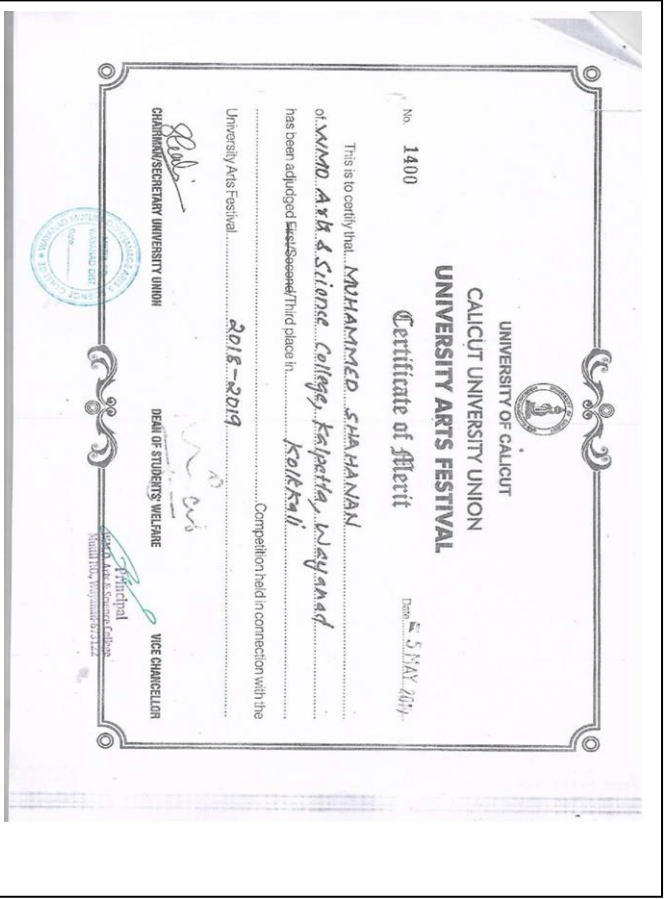 UNIVERSITY OF CALICUT
CALICUT UNIVERSITY UNION
UNIVERSITY ARTS FESTIVAL
Certificate of Merit
No. 1400
Date 5 MAY
This is to certify that MUHAMMED SHAHANAN
of WMO Arts & Science College, Kalpetta, Wayanad
has been adjudged First/Second/Third place in Kolkkali
Competition held in connection with the
University Arts Festival 2018-2019
CHAIRMAN/SECRETARY UNIVERSITY UNION
DEAN OF STUDENTS WELFARE
VICE CHANCELLOR
Principal
W.M.O. Arts & Science College
Muttil P.O., Wayanad-673122